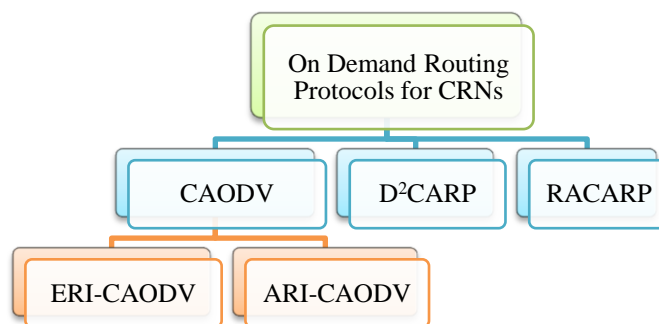 On Demand Routing
Protocols for CRNs
CAODV
D²CARP
RACARP
ERI-CAODV
ARI-CAODV